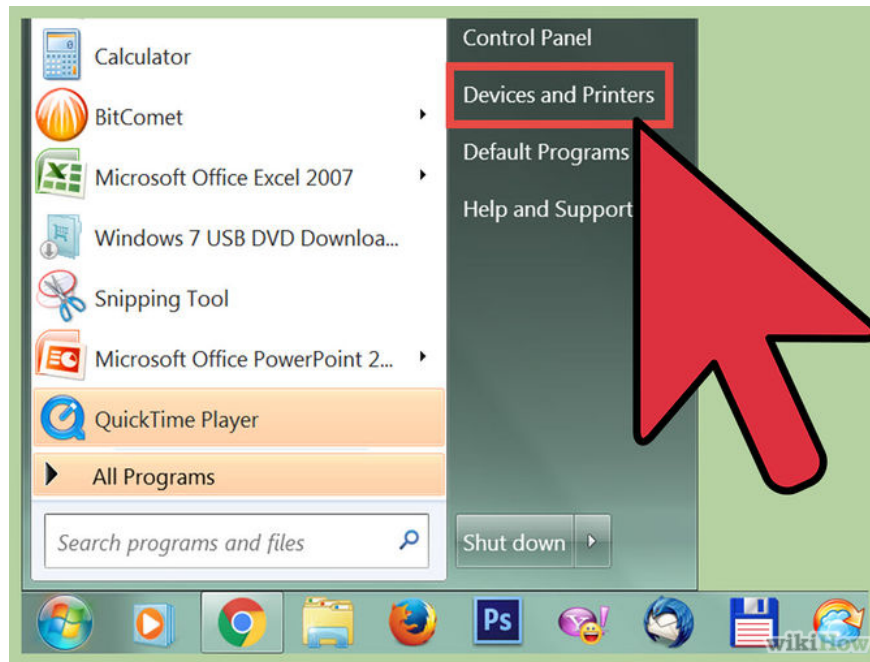 Calculator
BitComet
Microsoft Office Excel 2007
Windows 7 USB DVD Downloa...
Snipping Tool
Microsoft Office PowerPoint 2...
QuickTime Player
All Programs
Search programs and files
Control Panel
Devices and Printers
Default Programs
Help and Support
Shut down
Ps
wikiHow